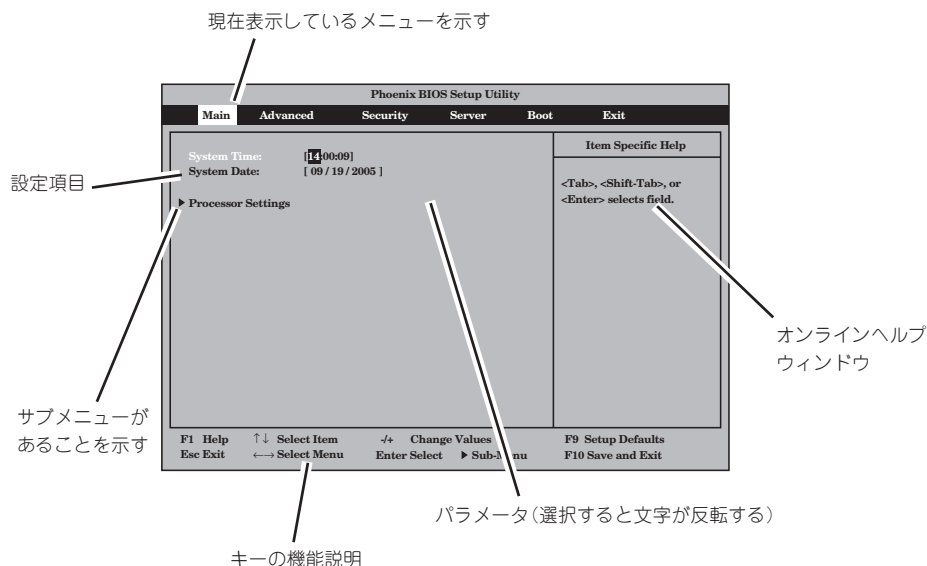 現在表示しているメニューを示す
Phoenix BIOS Setup Utility
Main Advanced Security Server Boot Exit
System Time: [14:00:09]
System Date: [ 09 / 19 / 2005 ]
▶ Processor Settings
Item Specific Help
<Tab>, <Shift-Tab>, or
<Enter> selects field.
設定項目
オンラインヘルプ
ウィンドウ
サブメニューが
あることを示す
F1 Help ↑↓ Select Item -/+ Change Values F9 Setup Defaults
Esc Exit ←→ Select Menu Enter Select ▶ Sub-Menu F10 Save and Exit
パラメータ（選択すると文字が反転する）
キーの機能説明